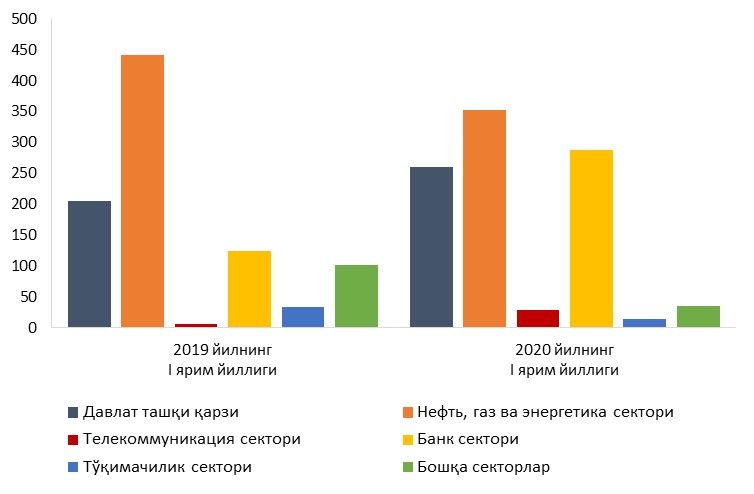 500
450
400
350
300
250
200
150
100
50
0
2019 йилнинг
I ярим йиллиги
2020 йилнинг
I ярим йиллиги
Давлат ташқи қарзи
Нефть, газ ва энергетика сектори
Телекоммуникация сектори
Банк сектори
Тўқимачилик сектори
Бошқа секторлар